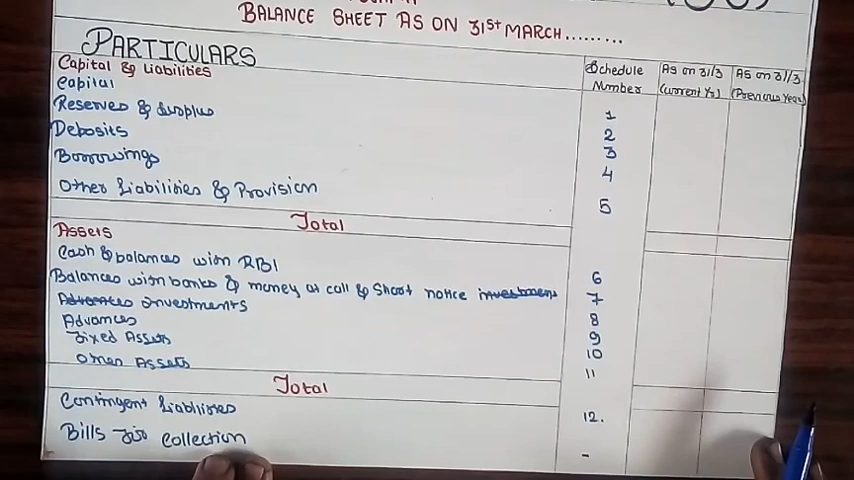 BALANCE SHEET AS ON 31ST MARCH.........
PARTICULARS Schedule Number As on 31/3 (Current Yr) As on 31/3 (Previous Year)
Capital & Liabilities
Capital 1
Reserves & Surplus 2
Deposits 3
Borrowings 4
Other Liabilities & Provision 5
Total
Assets
Cash & balances with RBI 6
Balances with banks & money at call & Short notice investment 7
Advances investments 8
Advances 9
Fixed Assets 10
Other Assets 11
Total
Contingent Liabilities 12.
Bills for Collection -